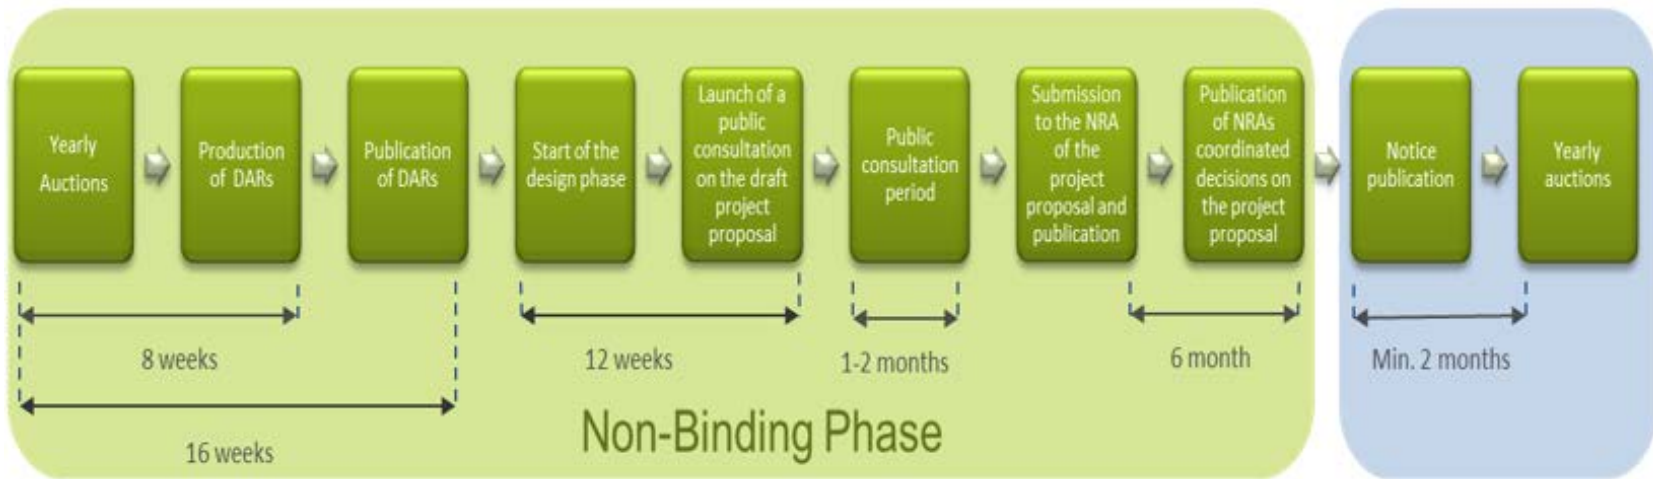 Yearly
Auctions
Production
of DARs
Publication
of DARs
Start of the
design phase
Launch of a
public
consultation
on the draft
project
proposal
Public
consultation
period
Submission
to the NRA
of the
project
proposal and
publication
Publication
of NRAs
coordinated
decisions on
the project
proposal
Notice
publication
Yearly
auctions
8 weeks
12 weeks
1-2 months
6 month
Min. 2 months
16 weeks
Non-Binding Phase